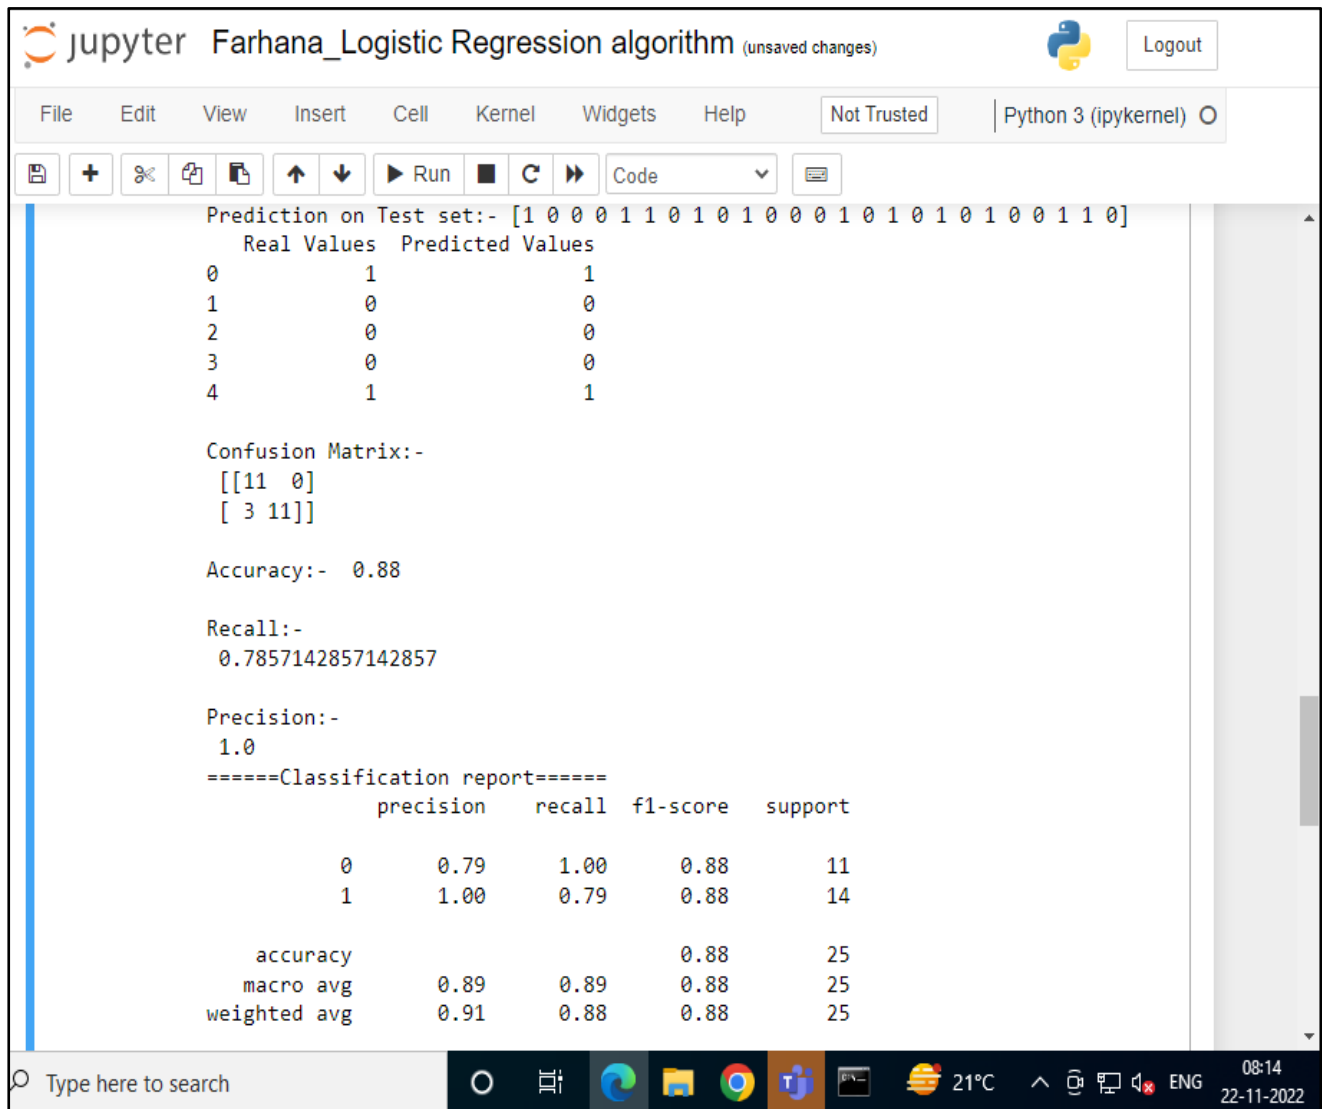 jupyter Farhana_Logistic Regression algorithm (unsaved changes) Logout
File Edit View Insert Cell Kernel Widgets Help Not Trusted Python 3 (ipykernel)
Run Code
Prediction on Test set:- [1 0 0 0 1 1 0 1 0 1 0 0 0 1 0 1 0 1 0 1 0 0 1 1 0]
Real Values Predicted Values
0 1 1
1 0 0
2 0 0
3 0 0
4 1 1
Confusion Matrix:-
[[11 0]
[ 3 11]]
Accuracy:- 0.88
Recall:-
0.7857142857142857
Precision:-
1.0
======Classification report======
precision recall f1-score support
0 0.79 1.00 0.88 11
1 1.00 0.79 0.88 14
accuracy 0.88 25
macro avg 0.89 0.89 0.88 25
weighted avg 0.91 0.88 0.88 25
Type here to search 21°C ENG 08:14
22-11-2022